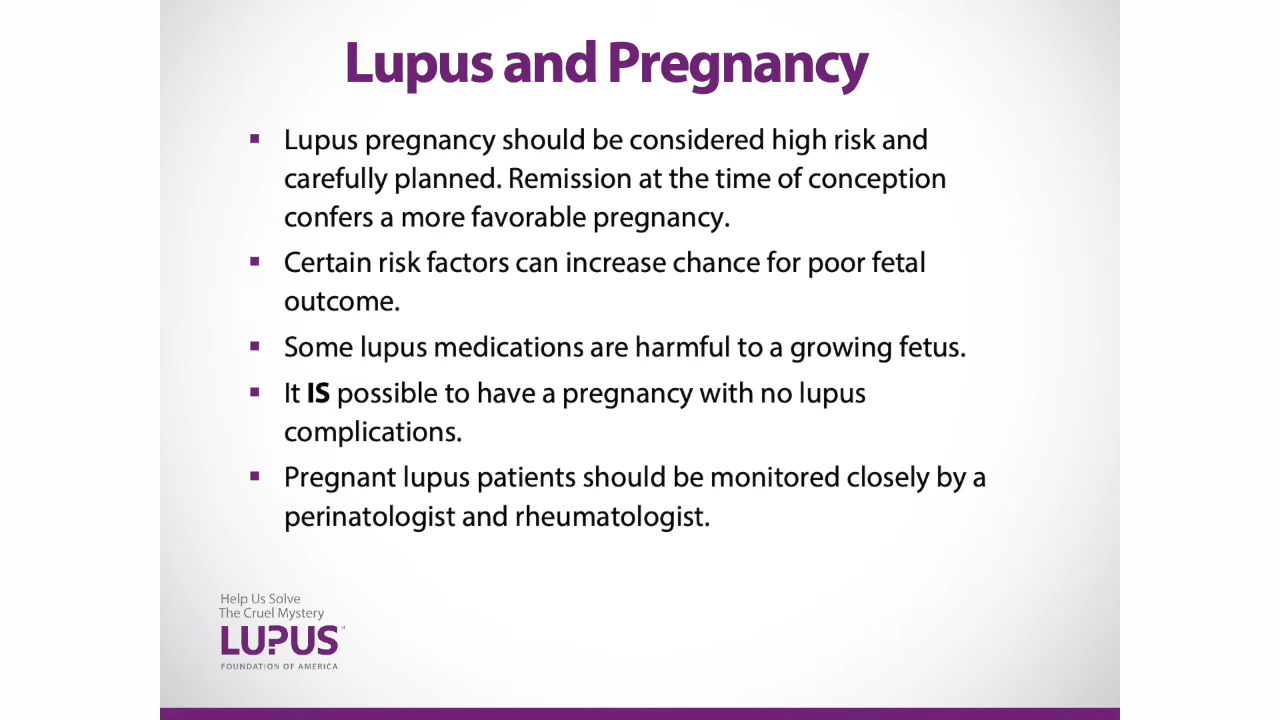 Lupus and Pregnancy
▪ Lupus pregnancy should be considered high risk and
carefully planned. Remission at the time of conception
confers a more favorable pregnancy.
▪ Certain risk factors can increase chance for poor fetal
outcome.
▪ Some lupus medications are harmful to a growing fetus.
▪ It IS possible to have a pregnancy with no lupus
complications.
▪ Pregnant lupus patients should be monitored closely by a
perinatologist and rheumatologist.
Help Us Solve
The Cruel Mystery
LUPUS™
FOUNDATION OF AMERICA